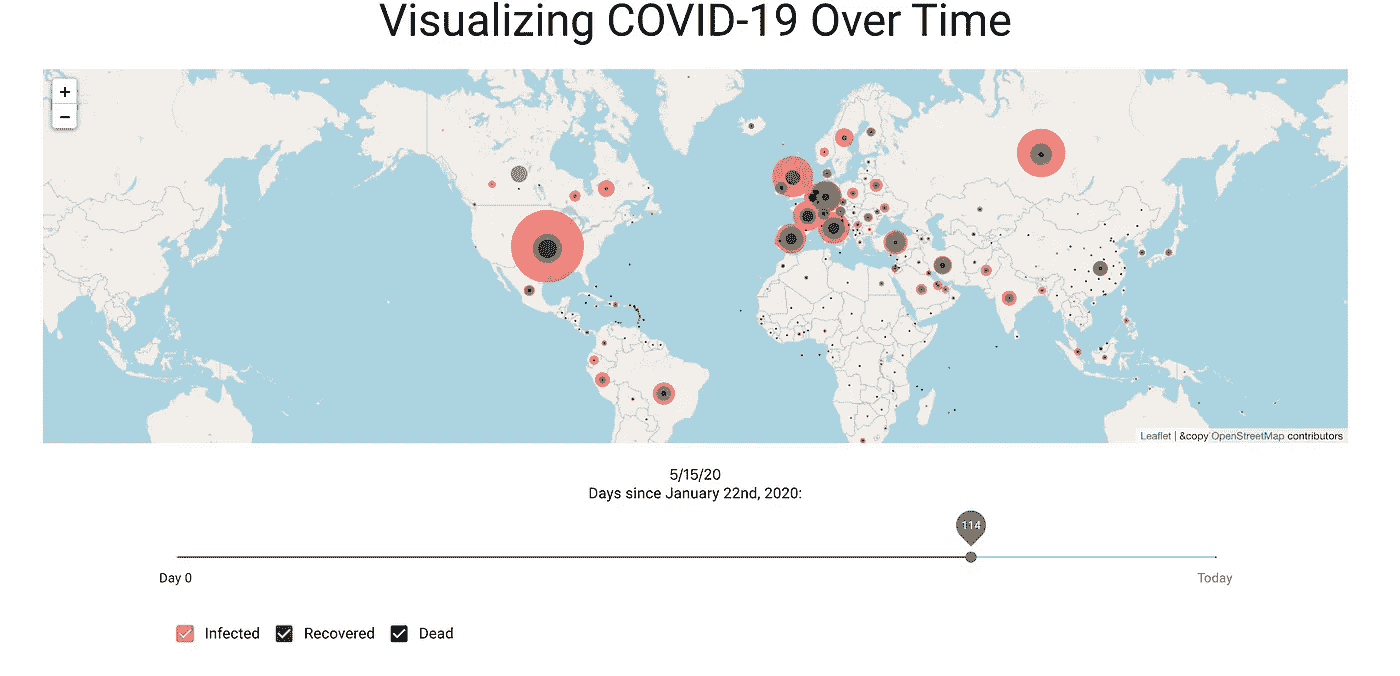 Visualizing COVID-19 Over Time
+
−
Leaflet | &copy OpenStreetMap contributors
5/15/20
Days since January 22nd, 2020:
114
Day 0
Today
Infected
Recovered
Dead